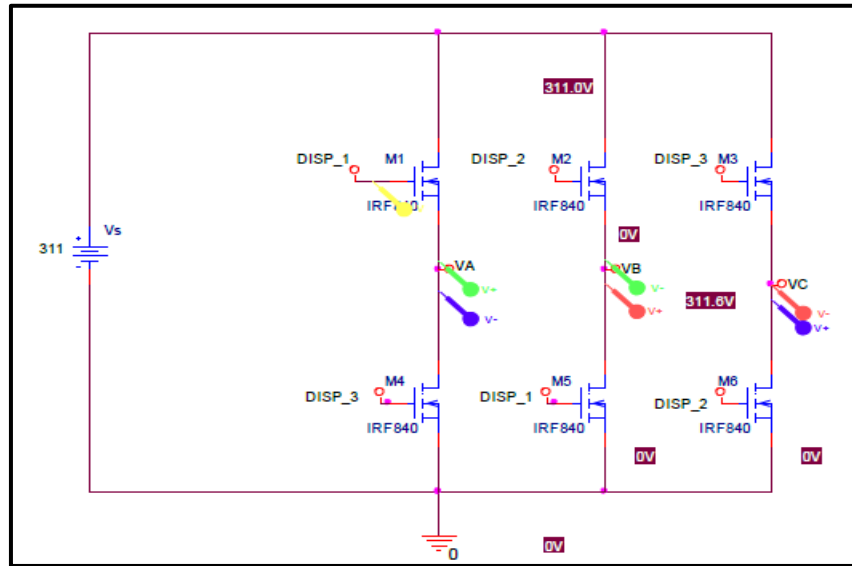 311.0V
DISP_1 M1 DISP_2 M2 DISP_3 M3
IRF840 IRF840 IRF840
+ Vs
311
-
0V
VA VB VC
V+ V- V-
V- V+ V+
311.6V
M4 M5 M6
DISP_3 DISP_1 DISP_2
IRF840 IRF840 IRF840
0V 0V
0 0V